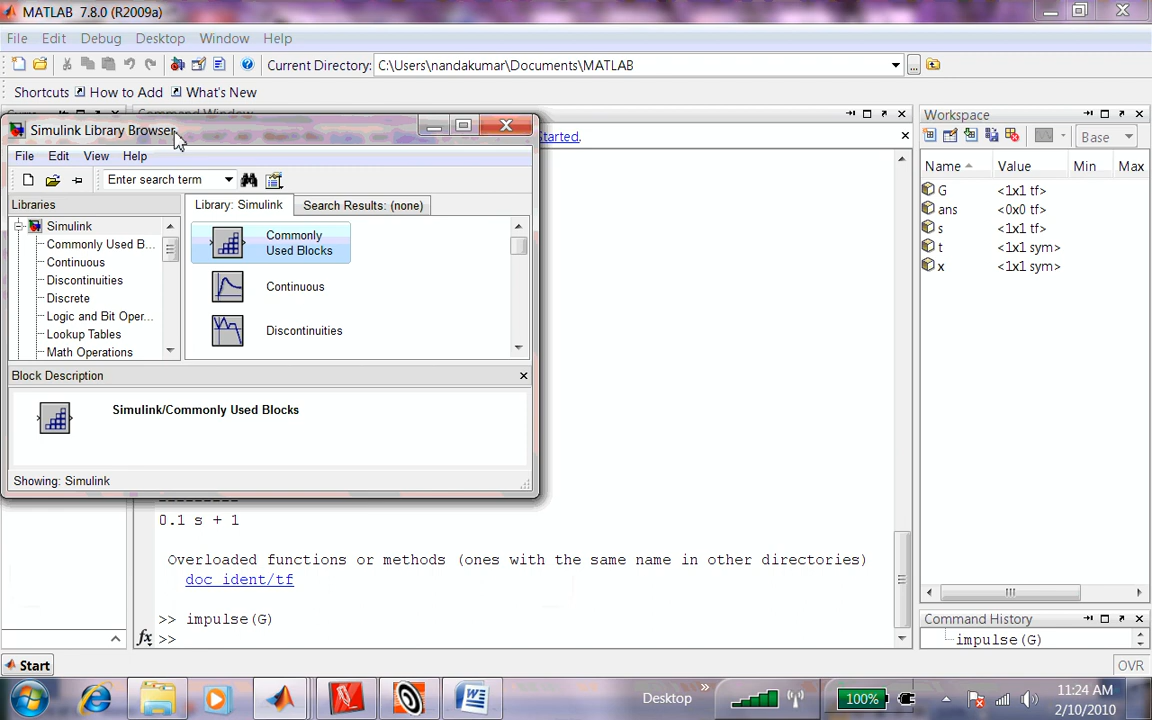 MATLAB 7.8.0 (R2009a)
File Edit Debug Parallel Desktop Window Help
Current Directory: C:\Users\nandakumar\Documents\MATLAB
...
Shortcuts How to Add What's New
Workspace
Started.
Base
Name Value Min Max
G <1x1 tf>
ans <0x0 tf>
s <1x1 tf>
t <1x1 sym>
x <1x1 sym>
Simulink Library Browser
File Edit View Help
Enter search term
Libraries
Library: Simulink
Search Results: (none)
Simulink
Commonly Used B...
Continuous
Discontinuities
Discrete
Logic and Bit Oper...
Lookup Tables
Math Operations
Commonly
Used Blocks
Continuous
Discontinuities
Block Description
Simulink/Commonly Used Blocks
Showing: Simulink
---------
0.1 s + 1
Overloaded functions or methods (ones with the same name in other directories)
doc ident/tf
>> impulse(G)
fx >>
Command History
impulse(G)
Start
OVR
Desktop »
100%
11:24 AM
2/10/2010